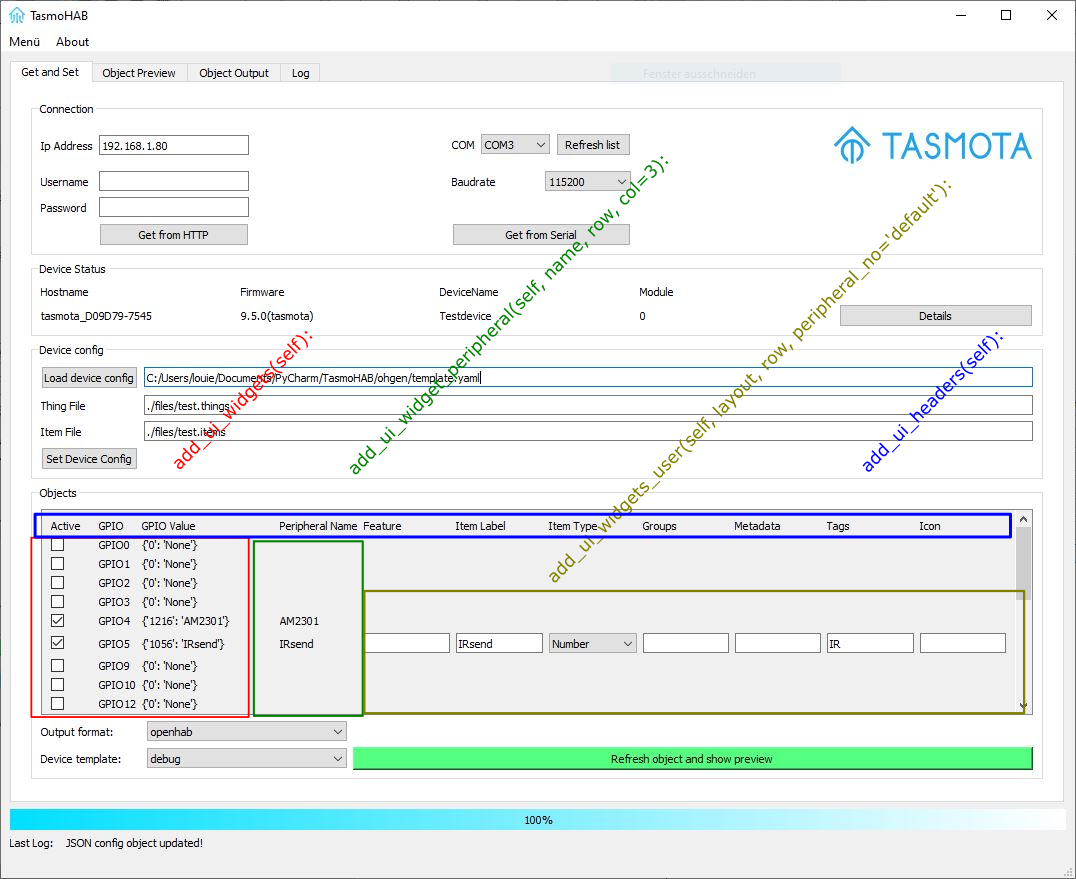 TasmoHAB
Menü About
Get and Set Object Preview Object Output Log
Fenster ausschneiden
Connection
Ip Address 192.168.1.80 COM COM3 Refresh list
TASMOTA
Username Baudrate 115200
Password
Get from HTTP Get from Serial
Device Status
Hostname Firmware DeviceName Module
tasmota_D09D79-7545 9.5.0(tasmota) Testdevice 0 Details
Device config
Load device config C:/Users/louie/Documents/PyCharm/TasmoHAB/ohgen/template.yaml
Thing File ./files/test.things
Item File ./files/test.items
Set Device Config
add_ui_widgets(self):
add_ui_widget_peripheral(self, name, row, col=3):
add_ui_widgets_user(self, layout, row, peripheral_no='default'):
add_ui_headers(self):
Objects
Active GPIO GPIO Value Peripheral Name Feature Item Label Item Type Groups Metadata Tags Icon
GPIO0 {'0': 'None'}
GPIO1 {'0': 'None'}
GPIO2 {'0': 'None'}
GPIO3 {'0': 'None'}
GPIO4 {'1216': 'AM2301'} AM2301
GPIO5 {'1056': 'IRsend'} IRsend IRsend Number IR
GPIO9 {'0': 'None'}
GPIO10 {'0': 'None'}
GPIO12 {'0': 'None'}
Output format: openhab
Device template: debug Refresh object and show preview
100%
Last Log: JSON config object updated!